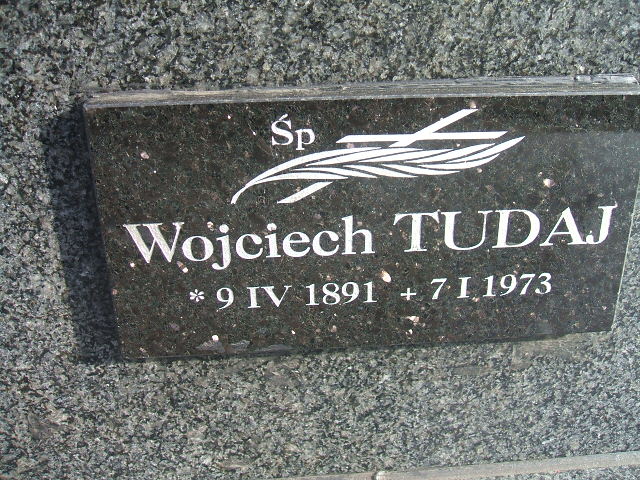 Śp
Wojciech TUDAJ
* 9 IV 1891 + 7 I 1973